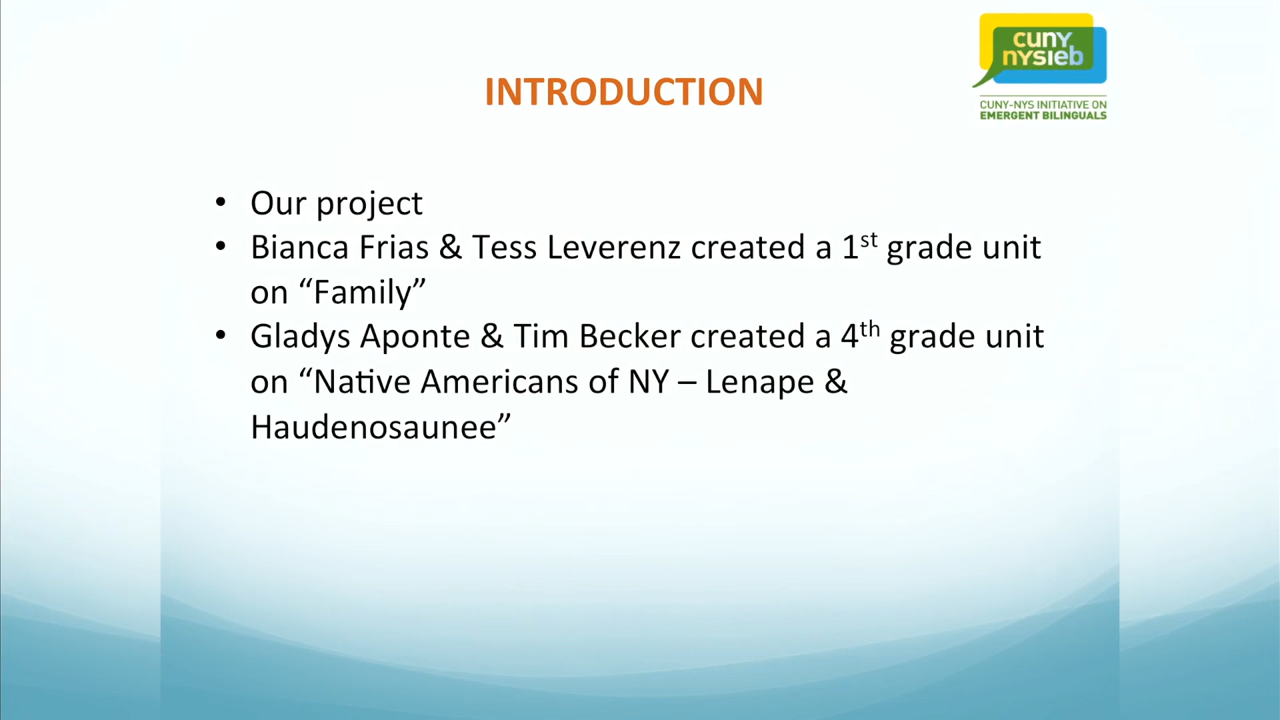 cuny
nysieb
CUNY-NYS INITIATIVE ON
EMERGENT BILINGUALS
INTRODUCTION
• Our project
• Bianca Frias & Tess Leverenz created a 1st grade unit
on “Family”
• Gladys Aponte & Tim Becker created a 4th grade unit
on “Native Americans of NY – Lenape &
Haudenosaunee”